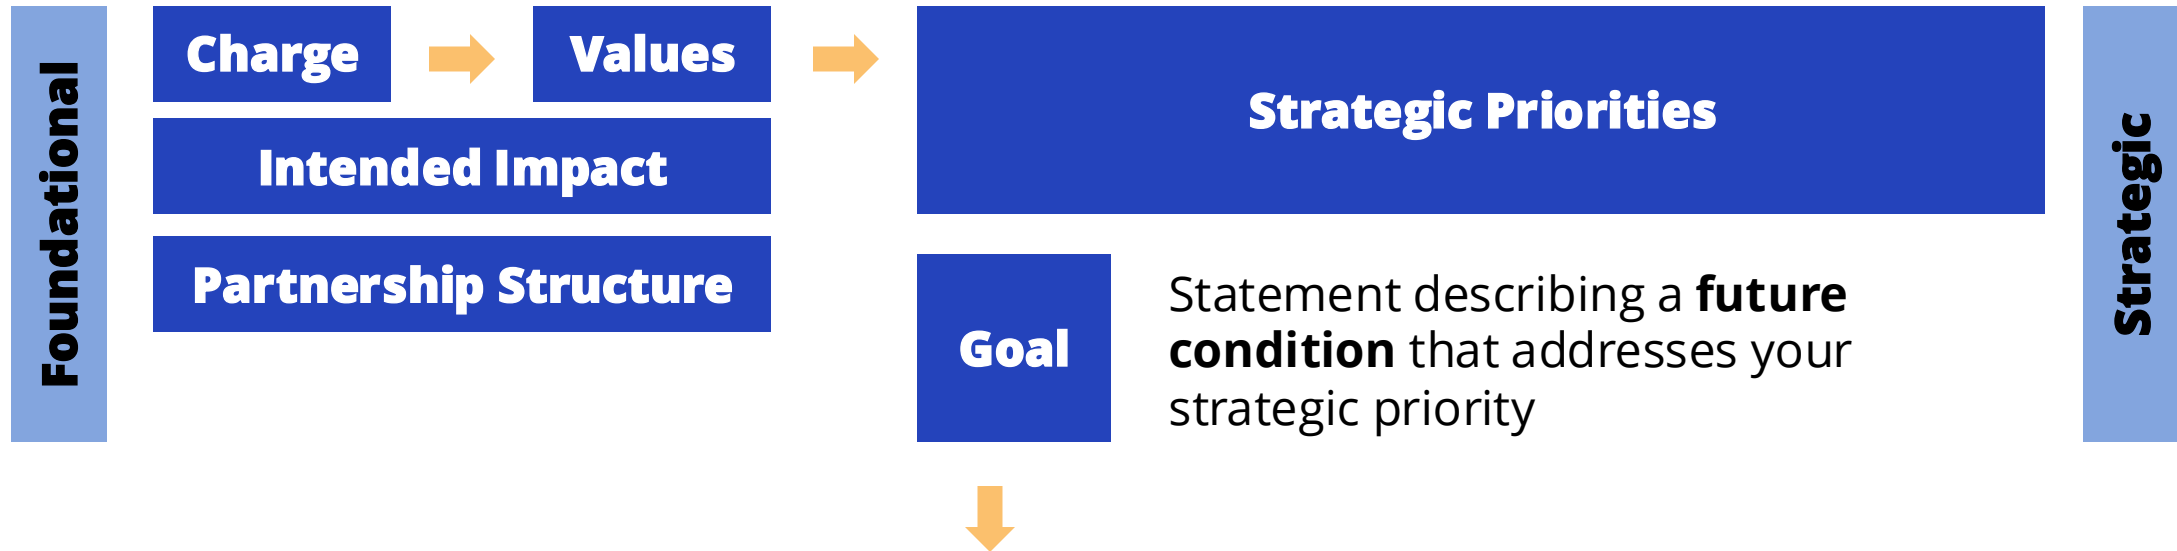 Foundational
Charge
Values
Intended Impact
Partnership Structure
Strategic Priorities
Goal
Statement describing a future
condition that addresses your
strategic priority
Strategic